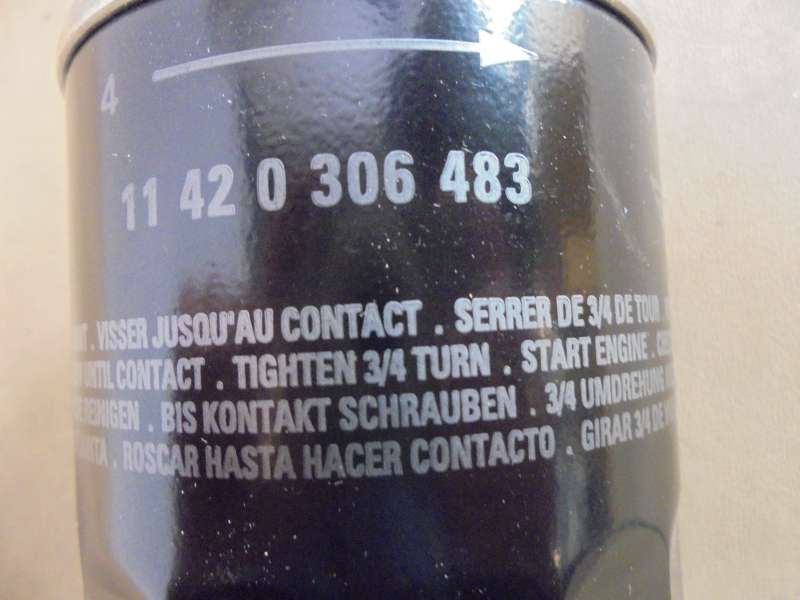 4
11 42 0 306 483
. VISSER JUSQU'AU CONTACT . SERRER DE 3/4 DE TOUR .
UNTIL CONTACT . TIGHTEN 3/4 TURN . START ENGINE .
REINIGEN . BIS KONTAKT SCHRAUBEN . 3/4 UMDREHUNG
. ROSCAR HASTA HACER CONTACTO . GIRAR 3/4 DE